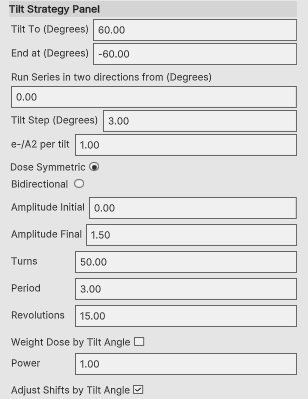 Tilt Strategy Panel
Tilt To (Degrees) 60.00
End at (Degrees) -60.00
Run Series in two directions from (Degrees)
0.00
Tilt Step (Degrees) 3.00
e-/A2 per tilt 1.00
Dose Symmetric
Bidirectional
Amplitude Initial 0.00
Amplitude Final 1.50
Turns 50.00
Period 3.00
Revolutions 15.00
Weight Dose by Tilt Angle
Power 1.00
Adjust Shifts by Tilt Angle